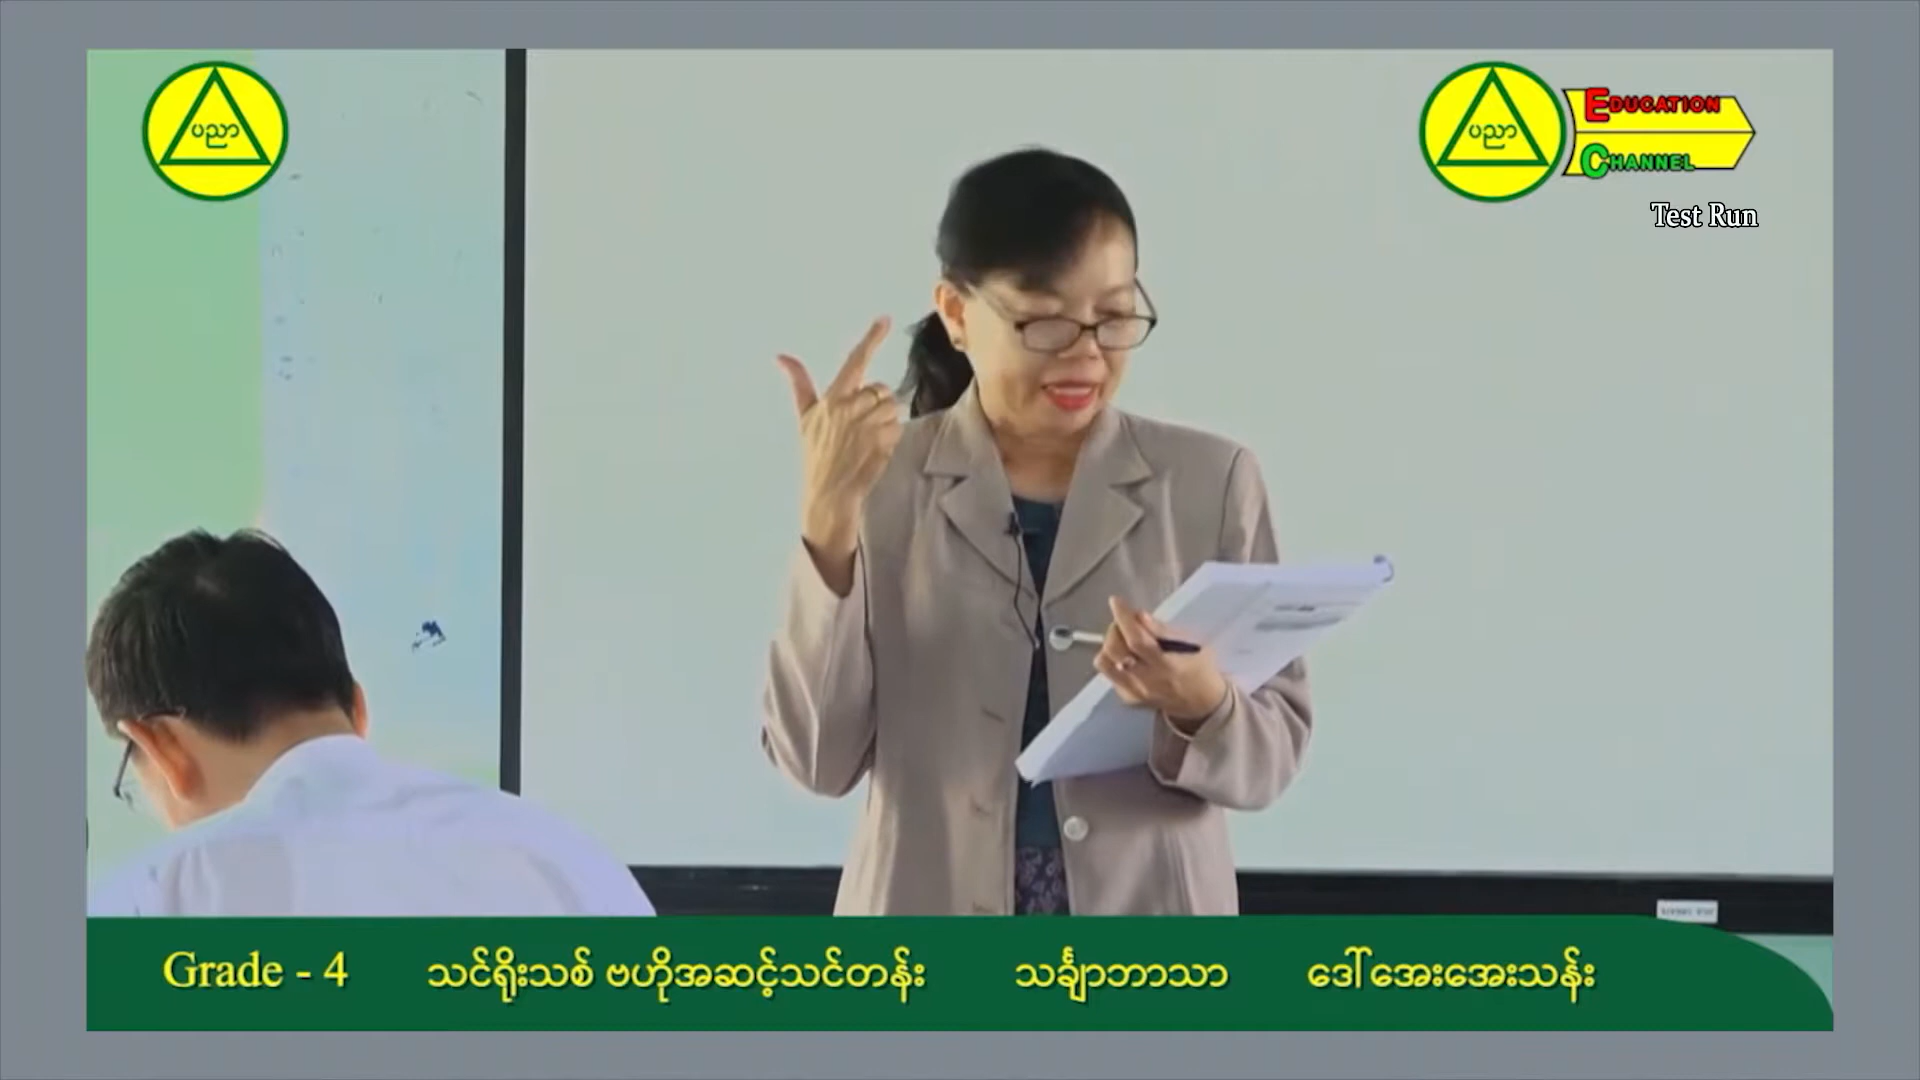 ပညာ
ပညာ
EDUCATION
CHANNEL
Test Run
Grade - 4 သင်ရိုးသစ် ဗဟိုအဆင့်သင်တန်း သင်္ချာဘာသာ ဒေါ်အေးအေးသန်း